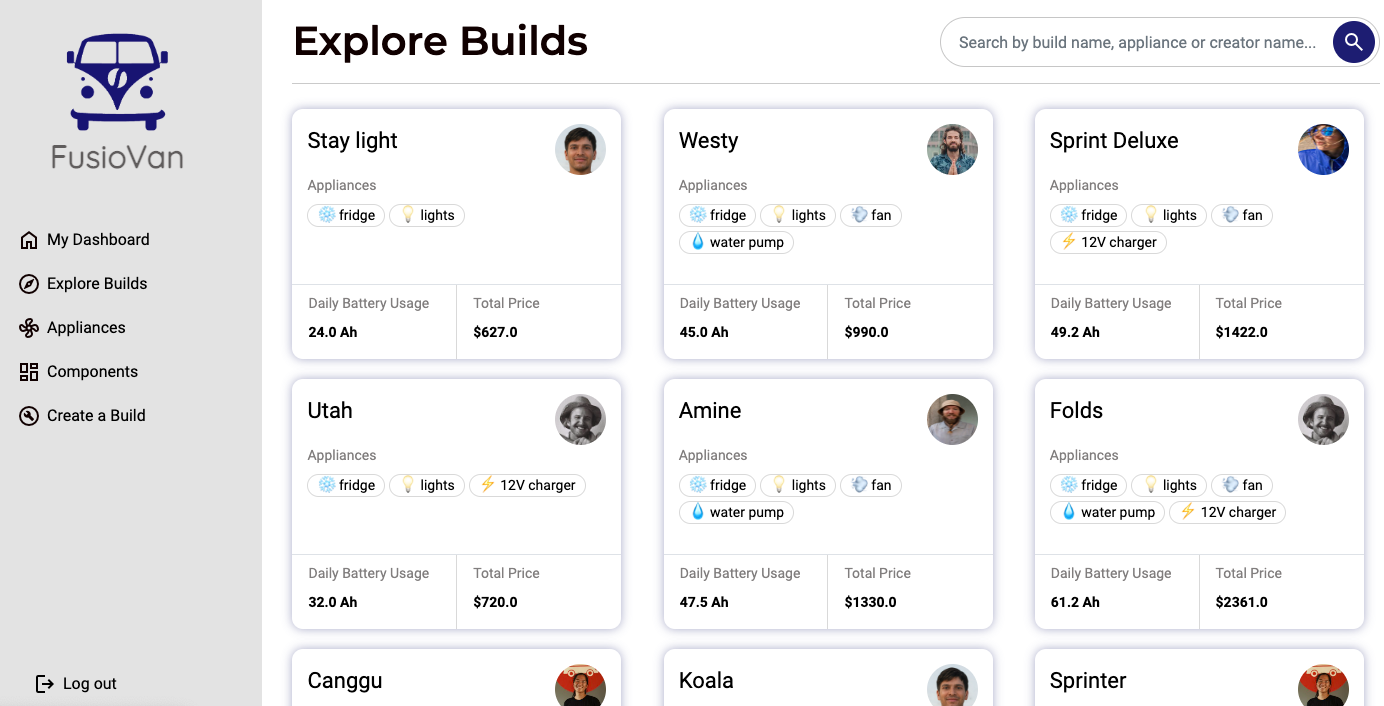 FusioVan
My Dashboard
Explore Builds
Appliances
Components
Create a Build
Log out
Explore Builds
Search by build name, appliance or creator name...
Stay light
Appliances
fridge
lights
Daily Battery Usage
24.0 Ah
Total Price
$627.0
Westy
Appliances
fridge
lights
fan
water pump
Daily Battery Usage
45.0 Ah
Total Price
$990.0
Sprint Deluxe
Appliances
fridge
lights
fan
12V charger
Daily Battery Usage
49.2 Ah
Total Price
$1422.0
Utah
Appliances
fridge
lights
12V charger
Daily Battery Usage
32.0 Ah
Total Price
$720.0
Amine
Appliances
fridge
lights
fan
water pump
Daily Battery Usage
47.5 Ah
Total Price
$1330.0
Folds
Appliances
fridge
lights
fan
water pump
12V charger
Daily Battery Usage
61.2 Ah
Total Price
$2361.0
Canggu
Koala
Sprinter